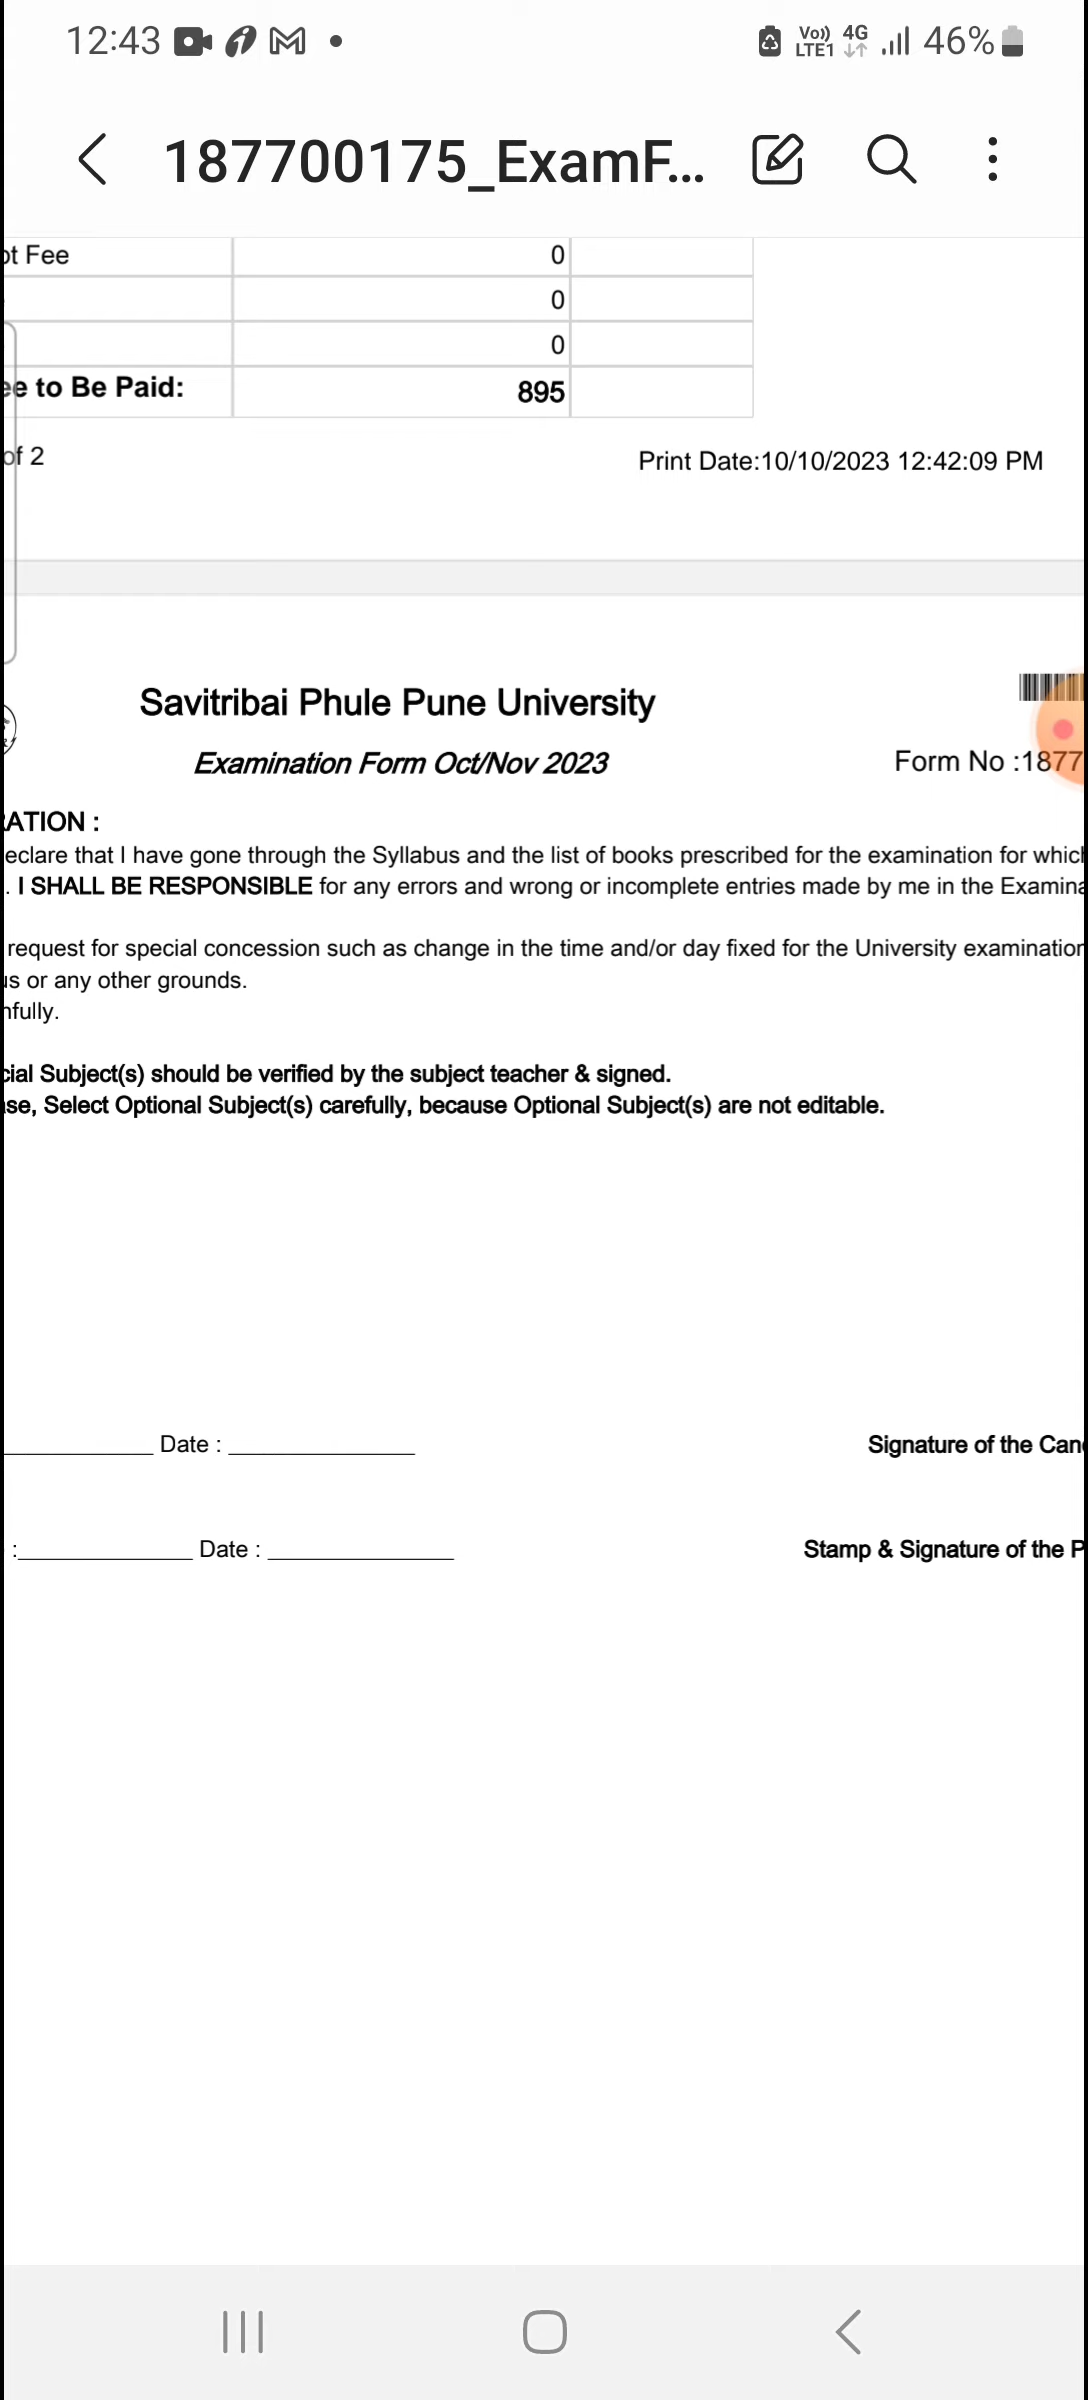 12:43 Vo)) LTE1 4G 46%
187700175_ExamF...
Fee 0
0
0
to Be Paid: 895
of 2 Print Date:10/10/2023 12:42:09 PM
Savitribai Phule Pune University
Examination Form Oct/Nov 2023 Form No :1877
ATION :
eclare that I have gone through the Syllabus and the list of books prescribed for the examination for which
. I SHALL BE RESPONSIBLE for any errors and wrong or incomplete entries made by me in the Examina
request for special concession such as change in the time and/or day fixed for the University examination
us or any other grounds.
hfully.
cial Subject(s) should be verified by the subject teacher & signed.
ase, Select Optional Subject(s) carefully, because Optional Subject(s) are not editable.
Date :
Signature of the Can
: Date :
Stamp & Signature of the P